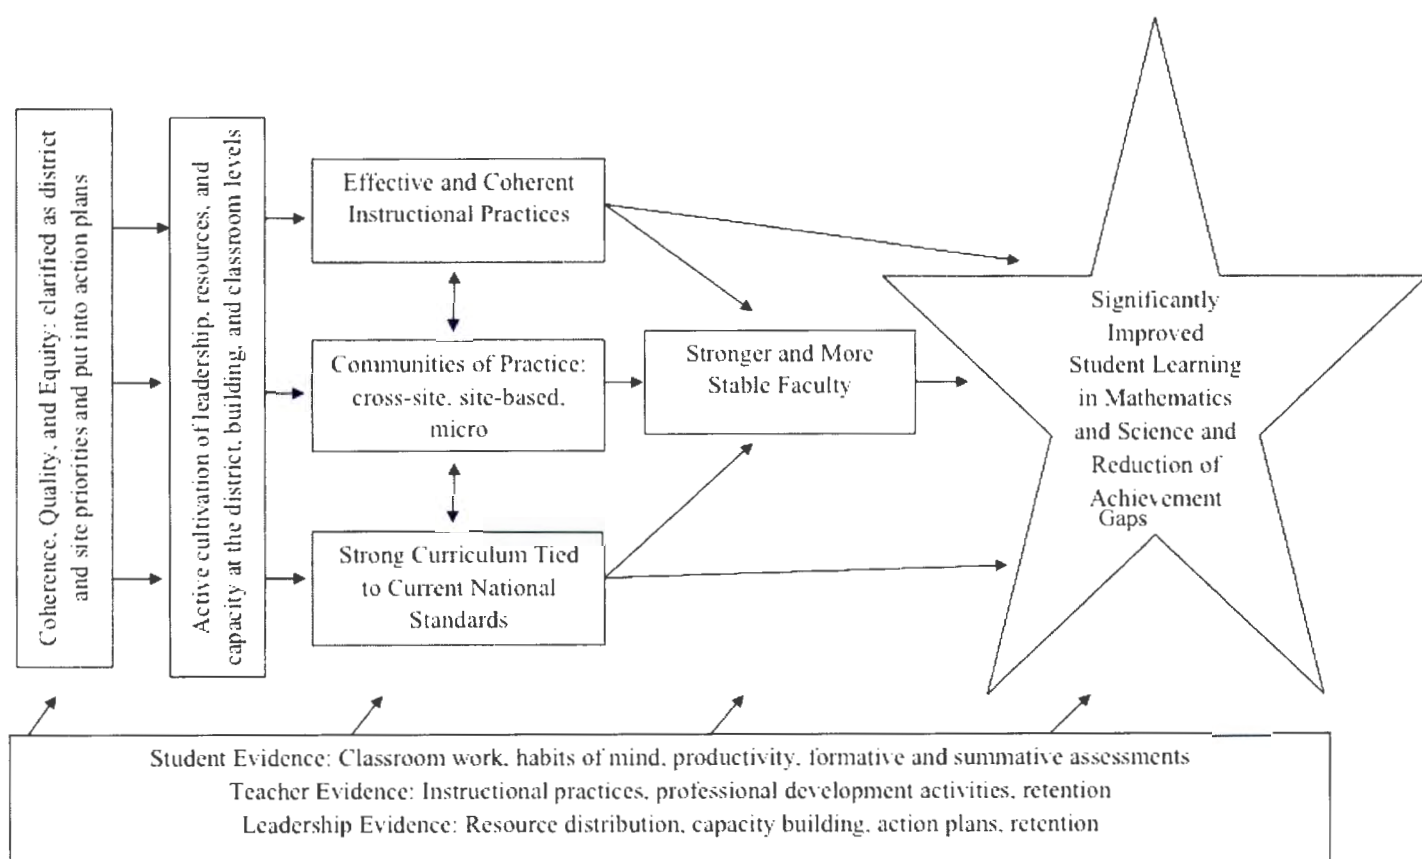 Coherence, Quality, and Equity: clarified as district
and site priorities and put into action plans
Active cultivation of leadership, resources, and
capacity at the district, building, and classroom levels
Effective and Coherent
Instructional Practices
Communities of Practice:
cross-site, site-based,
micro
Strong Curriculum Tied
to Current National
Standards
Stronger and More
Stable Faculty
Significantly
Improved
Student Learning
in Mathematics
and Science and
Reduction of
Achievement
Gaps
Student Evidence: Classroom work, habits of mind, productivity, formative and summative assessments
Teacher Evidence: Instructional practices, professional development activities, retention
Leadership Evidence: Resource distribution, capacity building, action plans, retention